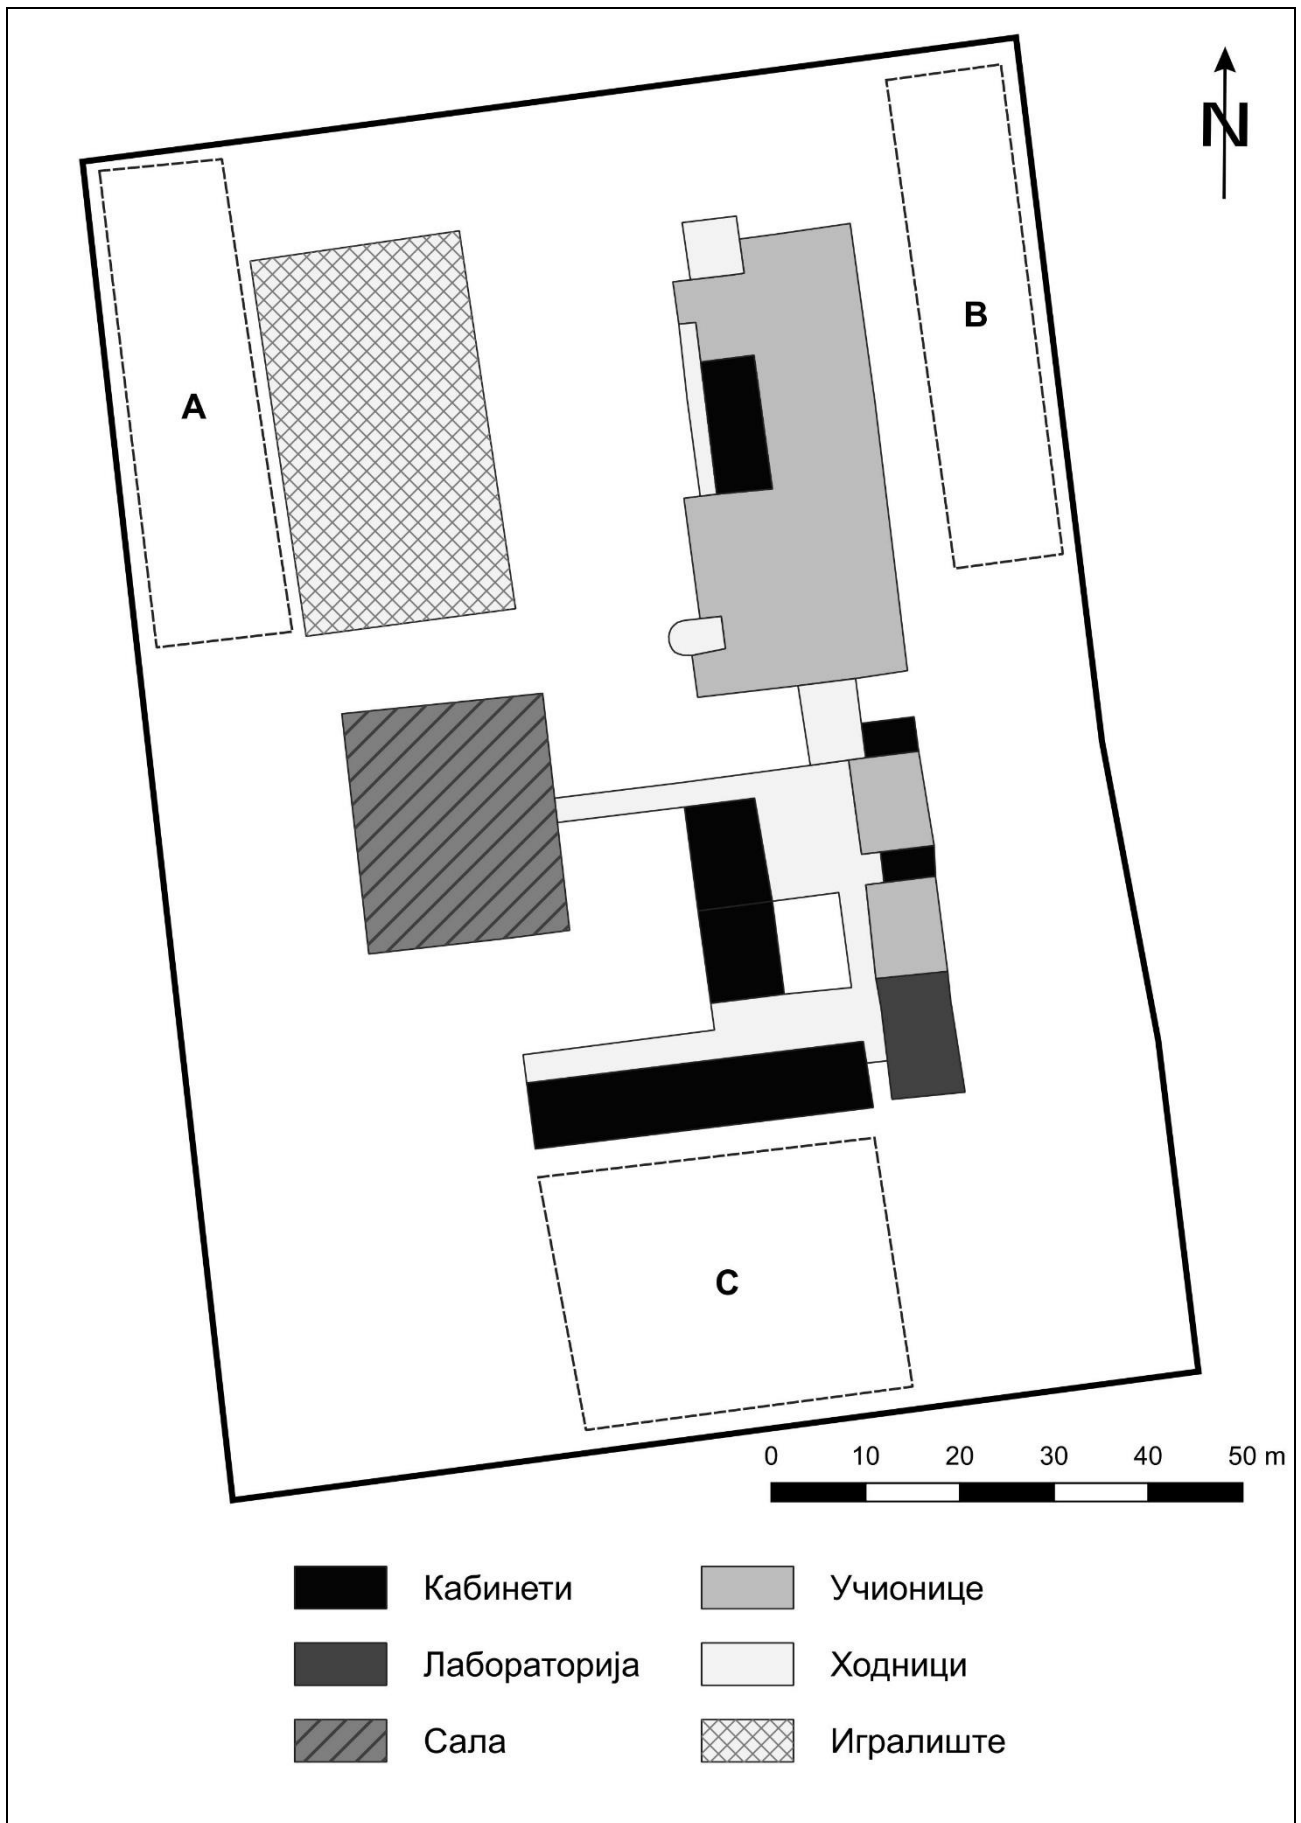 N
B
A
C
0 10 20 30 40 50 m
Кабинети
Учионице
Лабораторија
Ходници
Сала
Игралиште